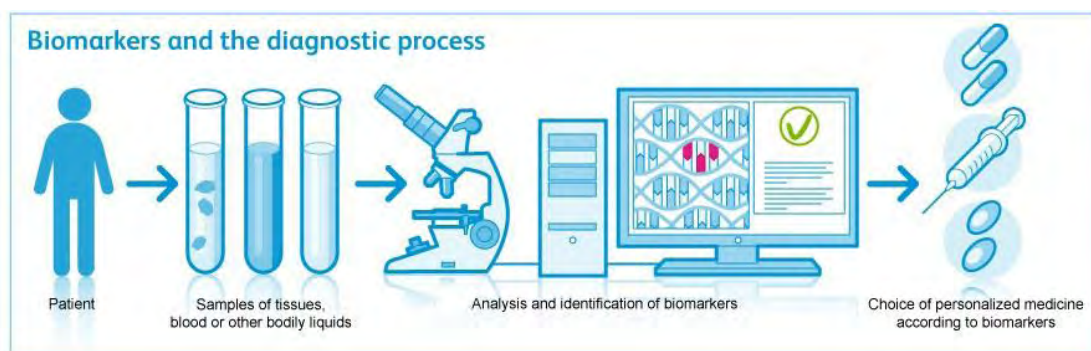 Biomarkers and the diagnostic process
Patient
Samples of tissues,
blood or other bodily liquids
Analysis and identification of biomarkers
Choice of personalized medicine
according to biomarkers